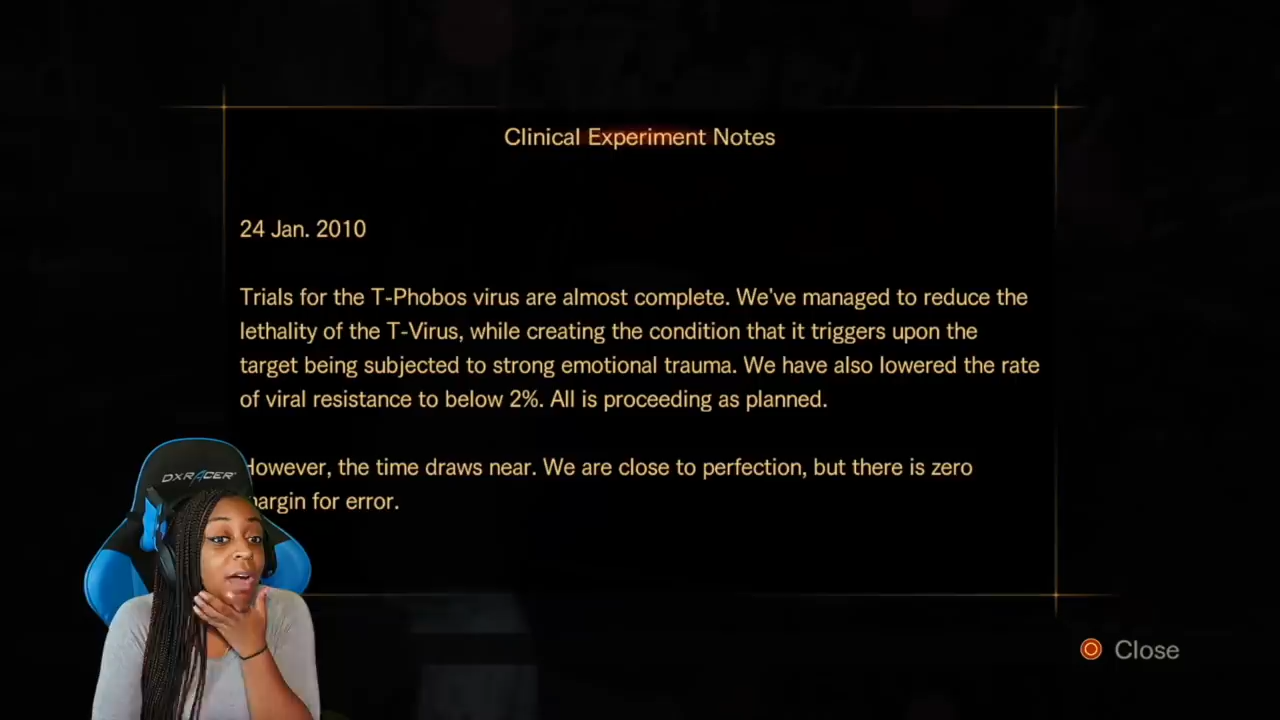 Clinical Experiment Notes
24 Jan. 2010
Trials for the T-Phobos virus are almost complete. We've managed to reduce the
lethality of the T-Virus, while creating the condition that it triggers upon the
target being subjected to strong emotional trauma. We have also lowered the rate
of viral resistance to below 2%. All is proceeding as planned.
However, the time draws near. We are close to perfection, but there is zero
margin for error.
DXRACER
Close